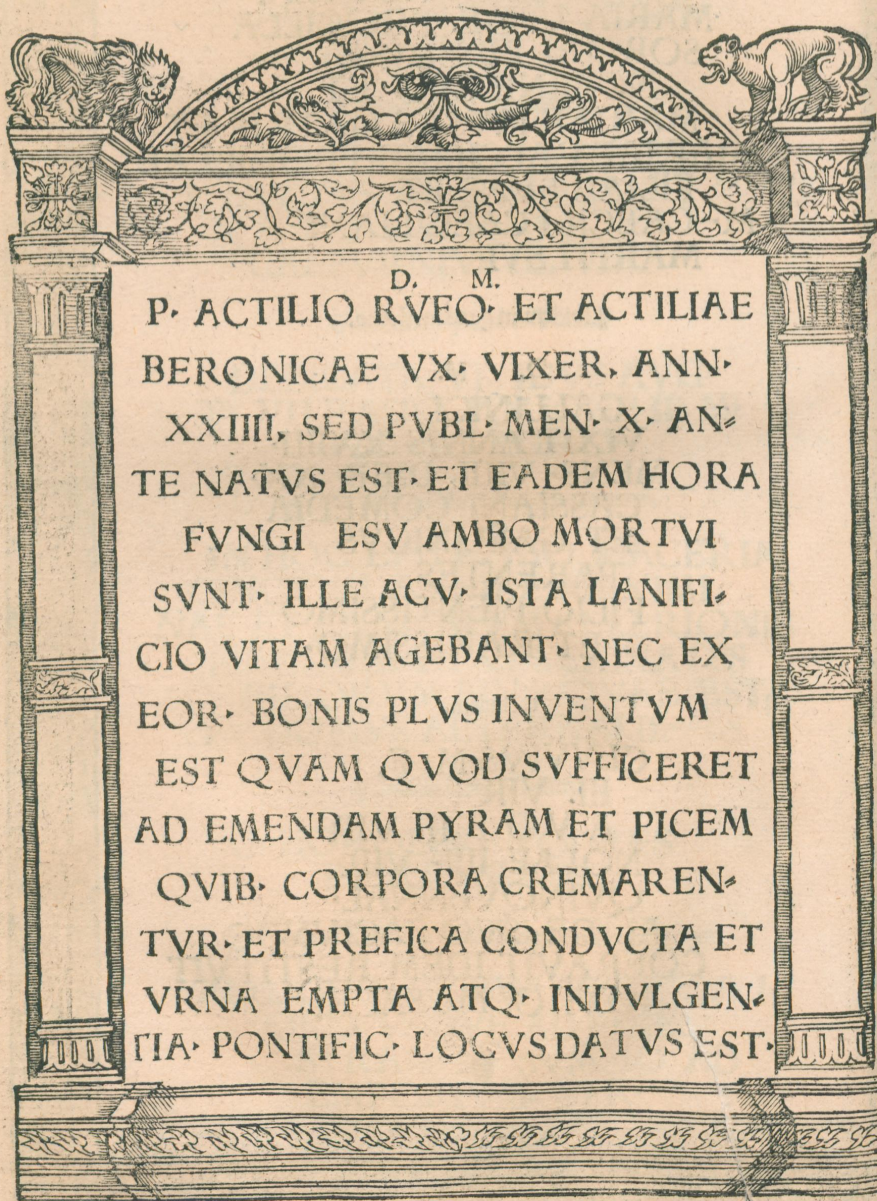 D. M.
P· ACTILIO RVFO· ET ACTILIAE
BERONICAE VX· VIXER, ANN·
XXIIII, SED PVBL· MEN· X· AN⸗
TE NATVS EST· ET EADEM HORA
FVNGI ESV AMBO MORTVI
SVNT· ILLE ACV· ISTA LANIFI⸗
CIO VITAM AGEBANT· NEC EX
EOR· BONIS PLVS INVENTVM
EST QVAM QVOD SVFFICERET
AD EMENDAM PYRAM ET PICEM
QVIB· CORPORA CREMAREN⸗
TVR· ET PREFICA CONDVCTA ET
VRNA EMPTA ATQ· INDVLGEN⸗
TIA· PONTIFIC· LOCVS DATVS EST·